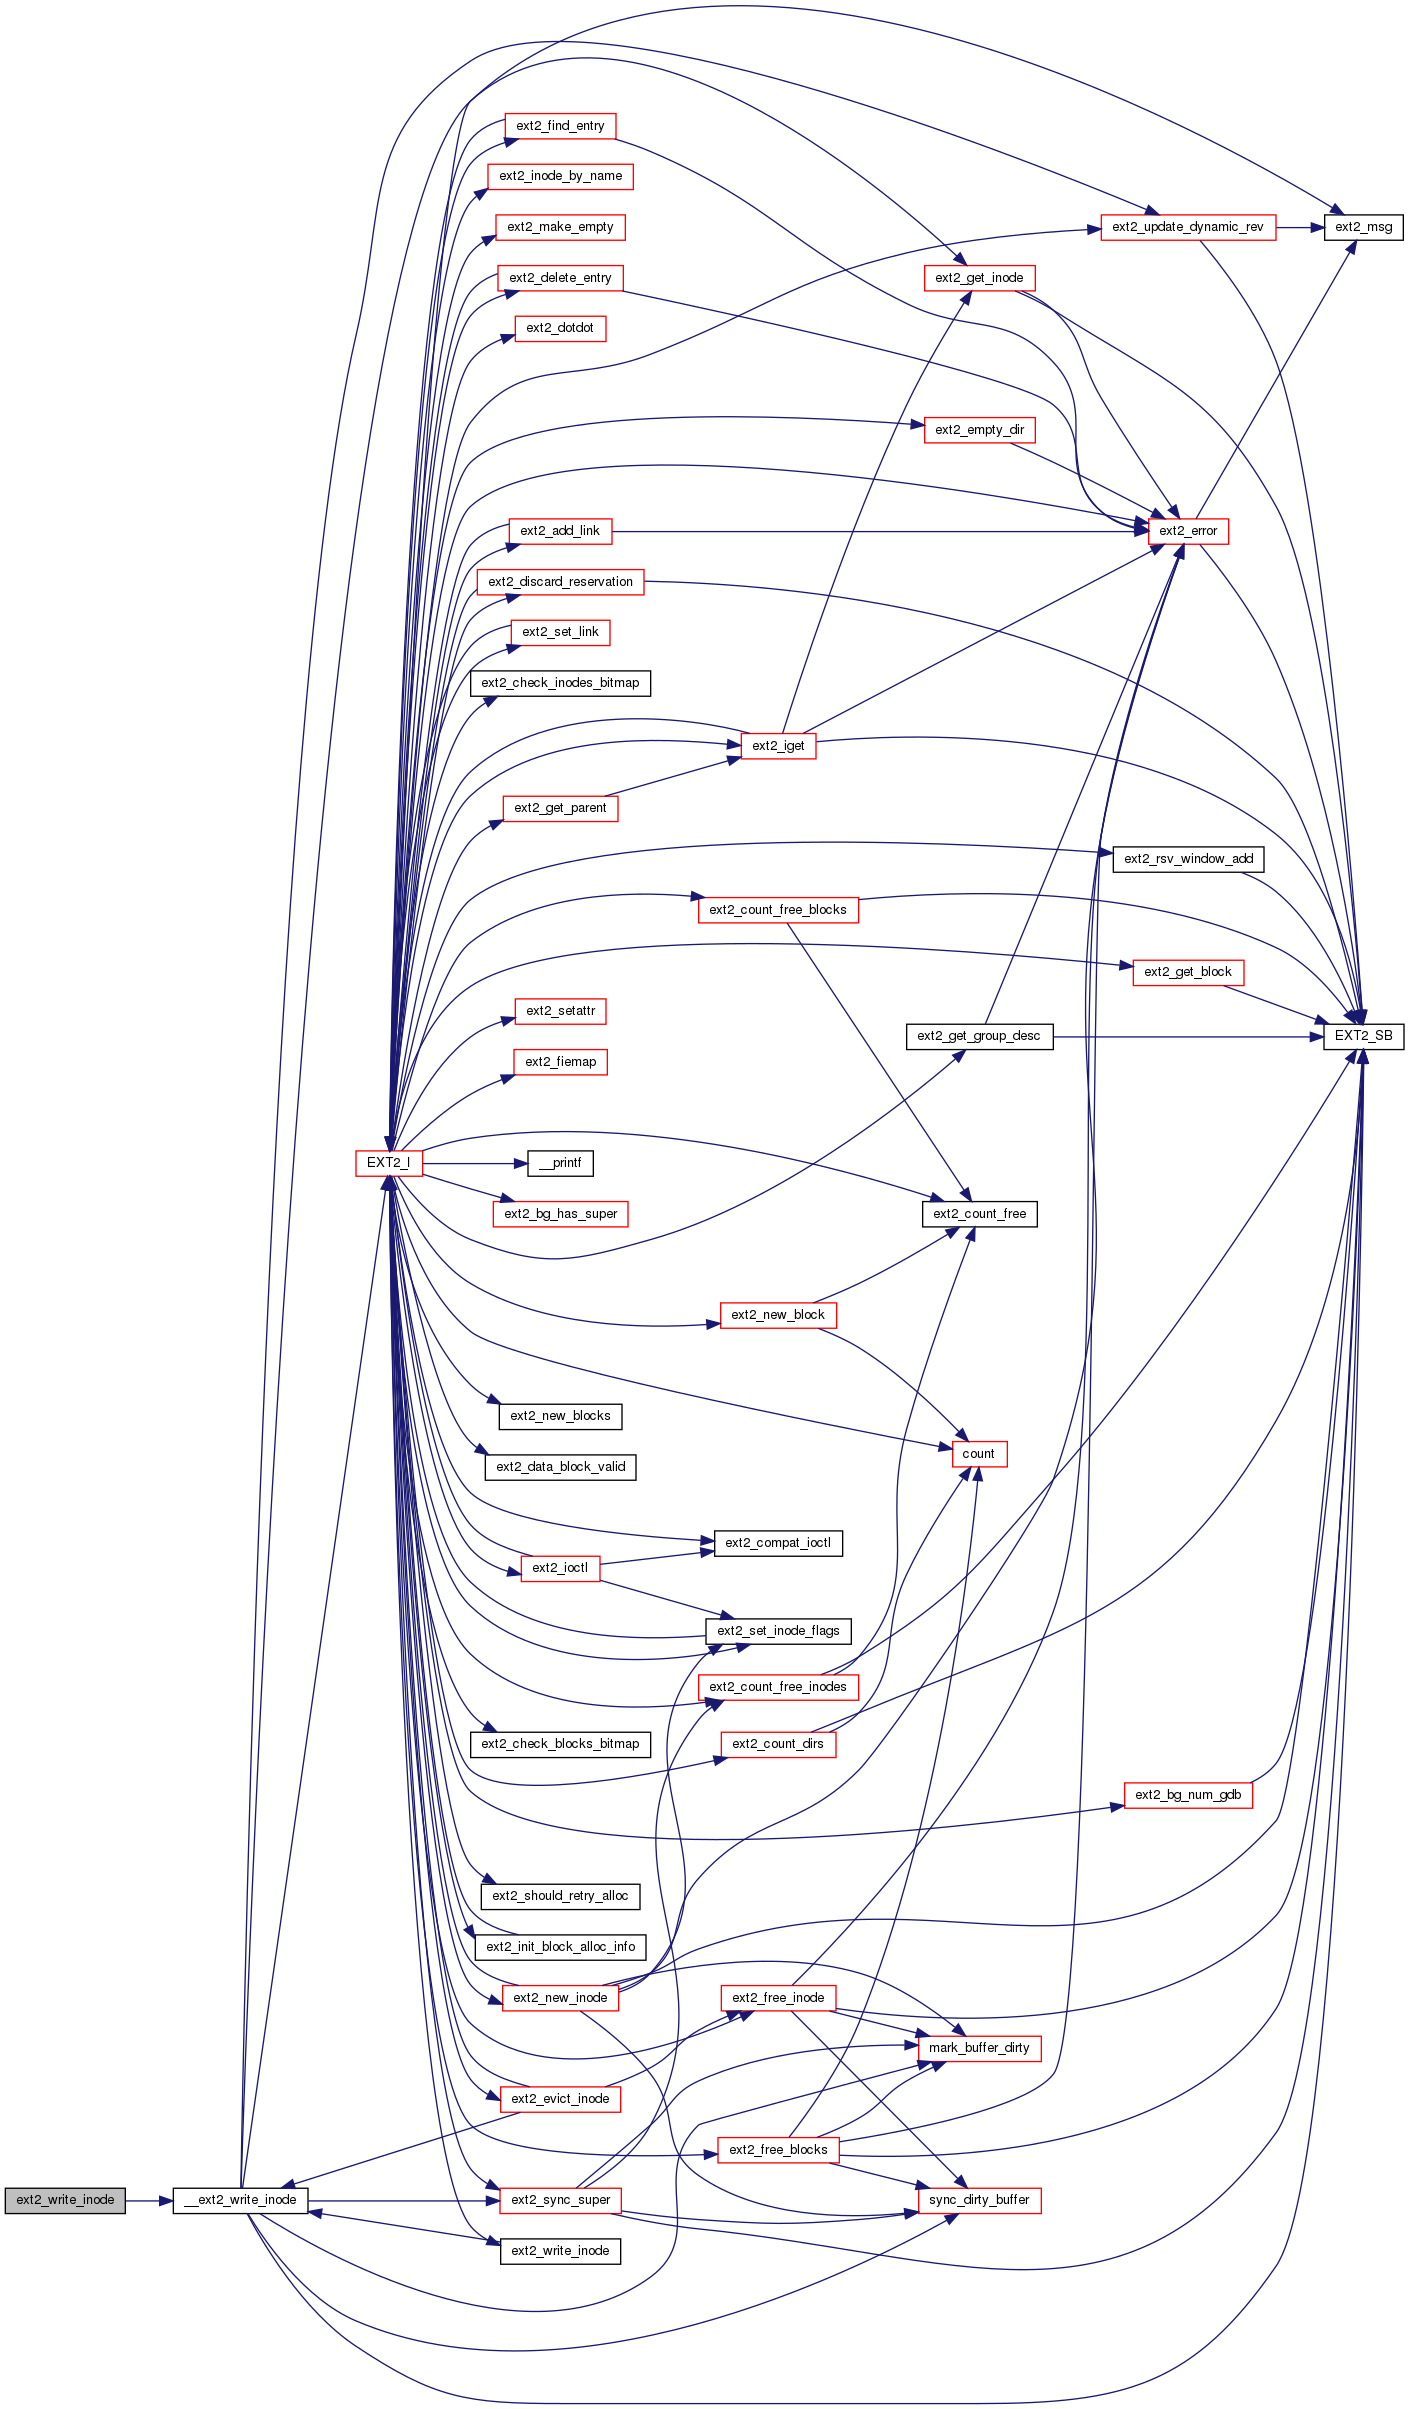 ext2_find_entry
ext2_inode_by_name
ext2_make_empty
ext2_update_dynamic_rev
ext2_msg
ext2_delete_entry
ext2_get_inode
ext2_dotdot
ext2_empty_dir
ext2_add_link
ext2_error
ext2_discard_reservation
ext2_set_link
ext2_check_inodes_bitmap
ext2_iget
ext2_get_parent
ext2_rsv_window_add
ext2_count_free_blocks
ext2_get_block
ext2_setattr
ext2_get_group_desc
EXT2_SB
ext2_fiemap
EXT2_I
__printf
ext2_bg_has_super
ext2_count_free
ext2_new_block
ext2_new_blocks
count
ext2_data_block_valid
ext2_compat_ioctl
ext2_ioctl
ext2_set_inode_flags
ext2_count_free_inodes
ext2_check_blocks_bitmap
ext2_count_dirs
ext2_bg_num_gdb
ext2_should_retry_alloc
ext2_init_block_alloc_info
ext2_new_inode
ext2_free_inode
mark_buffer_dirty
ext2_evict_inode
ext2_free_blocks
ext2_write_inode
__ext2_write_inode
ext2_sync_super
sync_dirty_buffer
ext2_write_inode